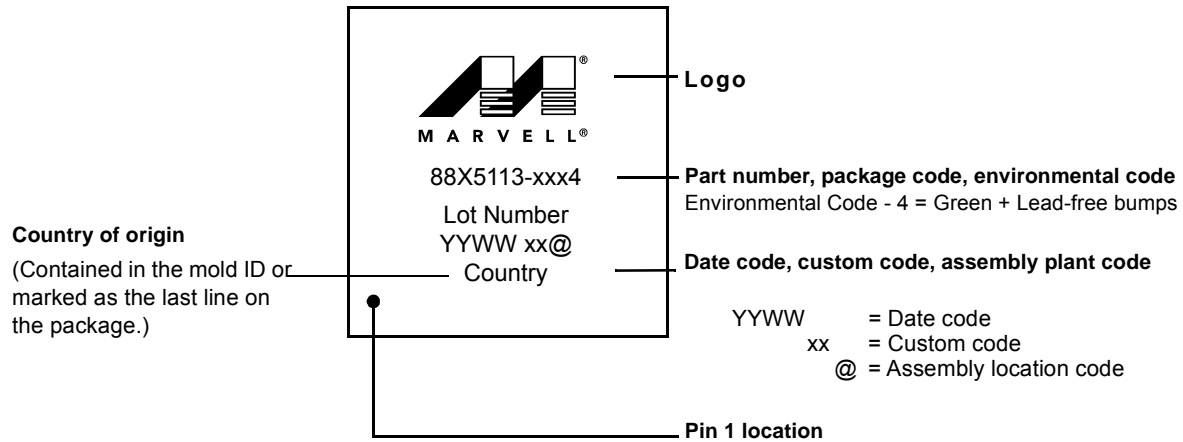 ®
MARVELL®
Logo
88X5113-xxx4
Part number, package code, environmental code
Environmental Code - 4 = Green + Lead-free bumps
Lot Number
YYWW xx@
Country
Country of origin
(Contained in the mold ID or
marked as the last line on
the package.)
Date code, custom code, assembly plant code
YYWW = Date code
xx = Custom code
@ = Assembly location code
Pin 1 location